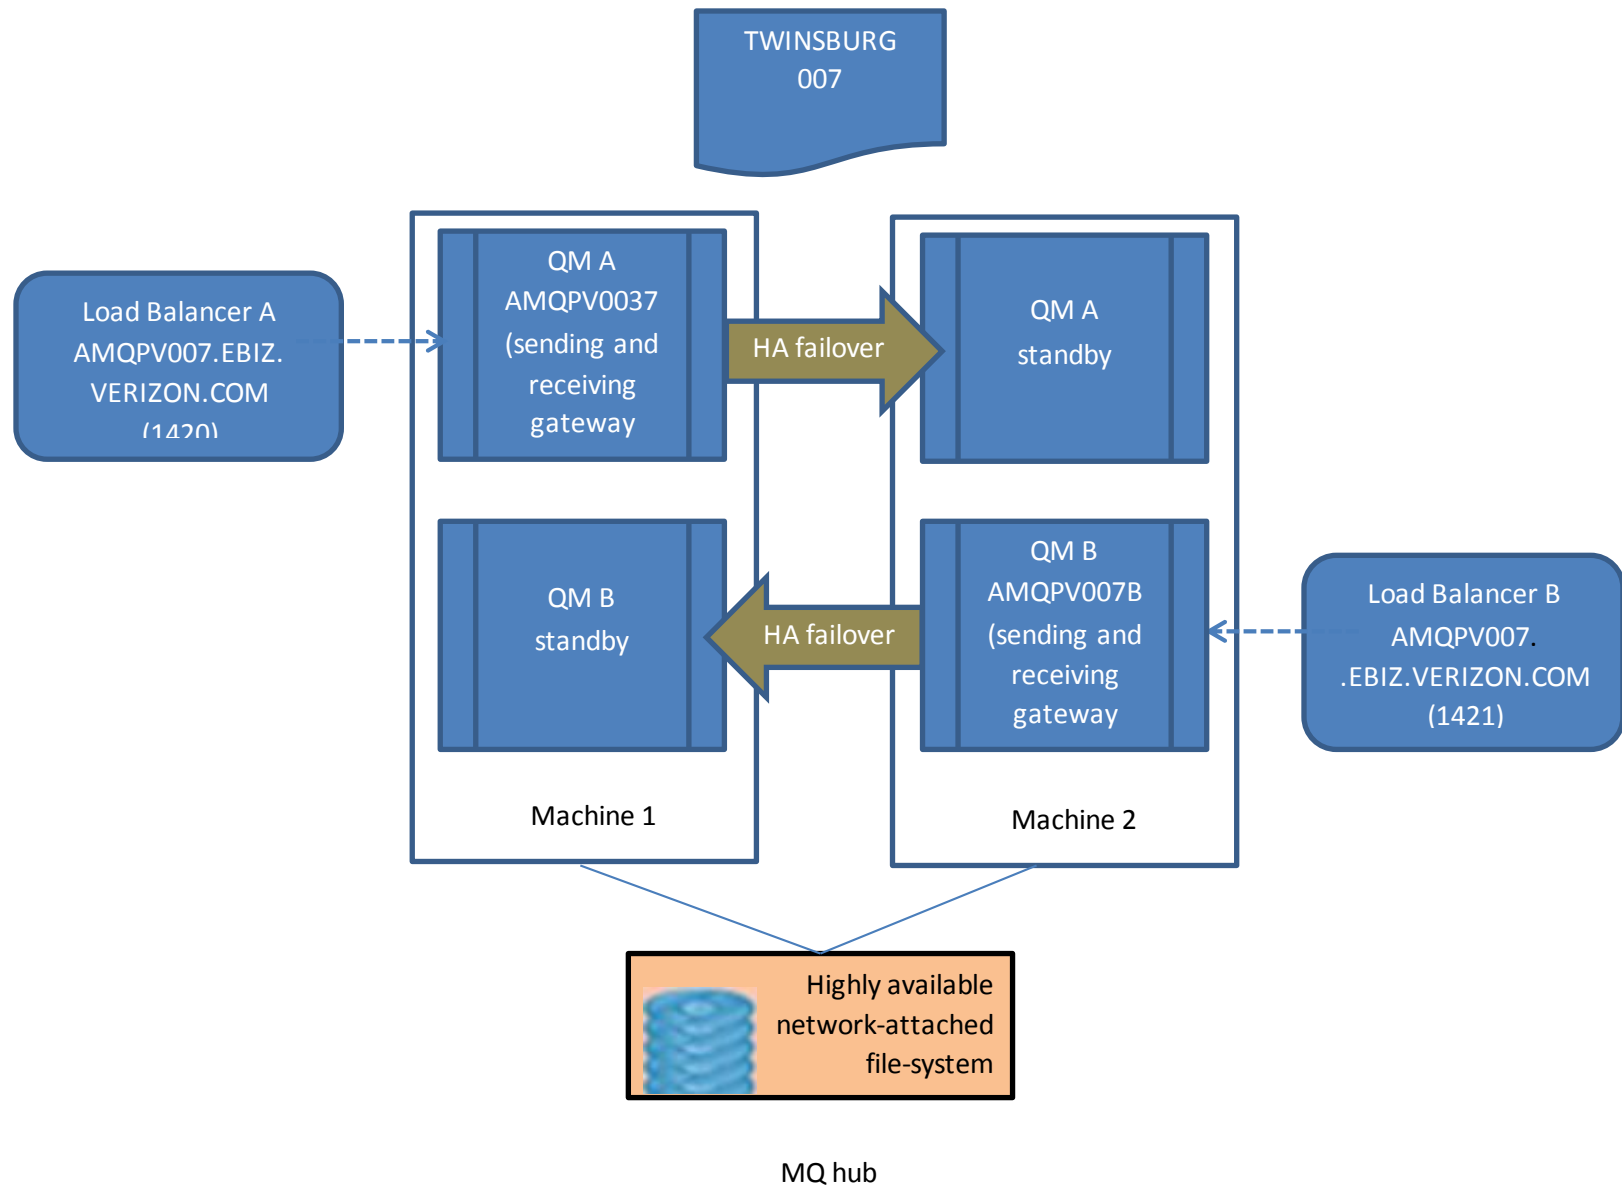 TWINSBURG
007
Load Balancer A
AMQPV007.EBIZ.
VERIZON.COM
(1420)
QM A
AMQPV0037
(sending and
receiving
gateway
HA failover
QM A
standby
QM B
standby
HA failover
QM B
AMQPV007B
(sending and
receiving
gateway
Load Balancer B
AMQPV007.
.EBIZ.VERIZON.COM
(1421)
Machine 1
Machine 2
Highly available
network-attached
file-system
MQ hub